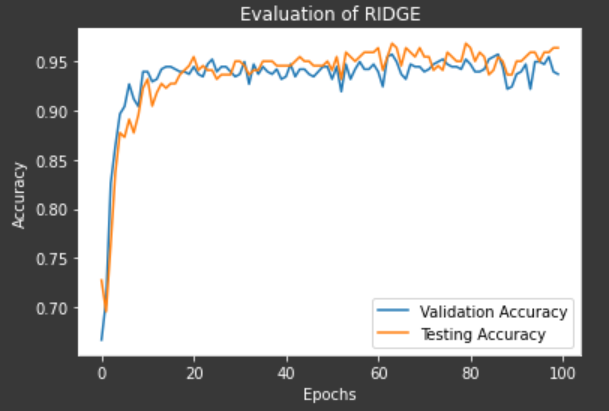 Evaluation of RIDGE
Accuracy
0.95
0.90
0.85
0.80
0.75
0.70
Validation Accuracy
Testing Accuracy
0 20 40 60 80 100
Epochs